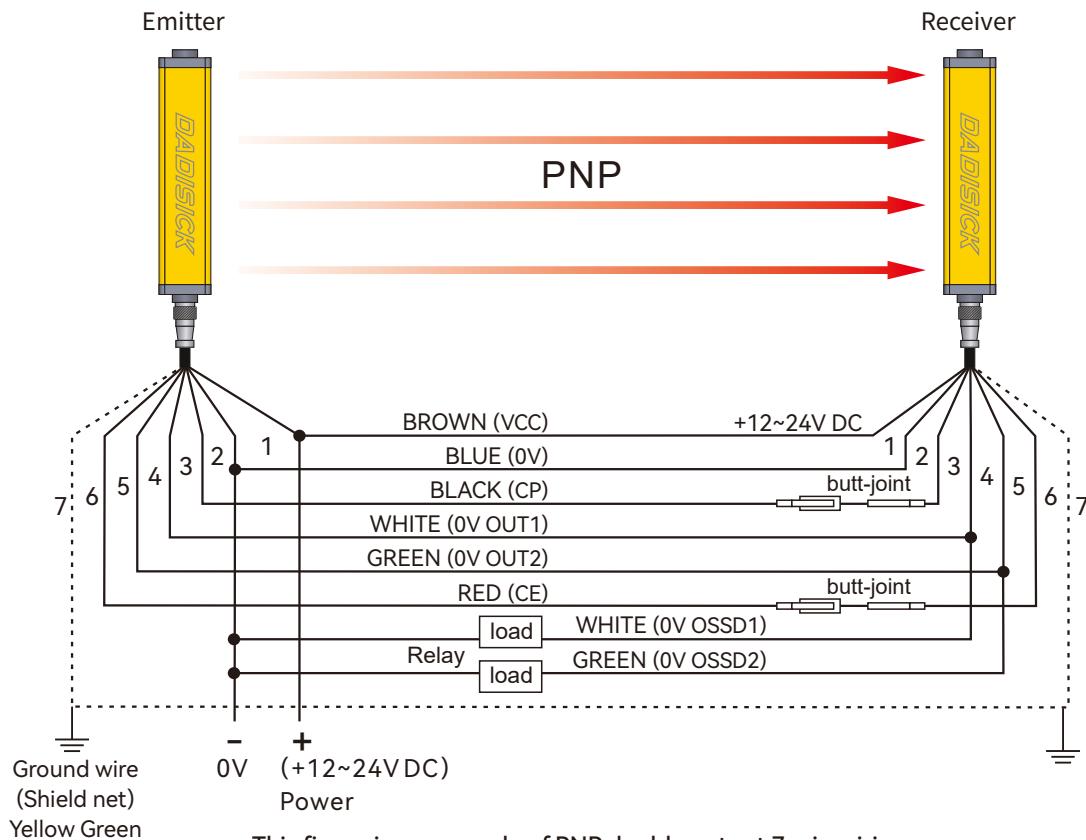 Emitter
Receiver
DADISICK
DADISICK
PNP
BROWN (VCC)
+12~24V DC
BLUE (0V)
BLACK (CP)
butt-joint
WHITE (0V OUT1)
GREEN (0V OUT2)
RED (CE)
butt-joint
load
WHITE (0V OSSD1)
Relay
load
GREEN (0V OSSD2)
7 6 5 4 3 2 1
1 2 3 4 5 6 7
- +
0V (+12~24V DC)
Power
Ground wire
(Shield net)
Yellow Green